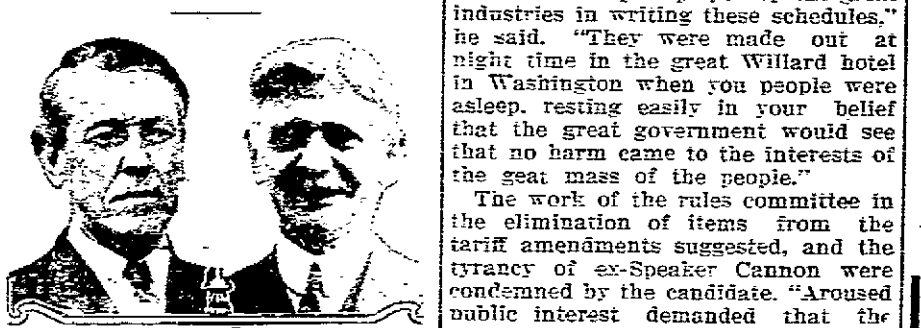 industries in writing these schedules,"
he said. "They were made out at
night time in the great Willard hotel
in Washington when you people were
asleep, resting easily in your belief
that the great government would see
that no harm came to the interests of
the geat mass of the people."
The work of the rules committee in
the elimination of items from the
tariff amendments suggested, and the
tyranny of ex-Speaker Cannon were
condemned by the candidate. "Aroused
public interest demanded that the